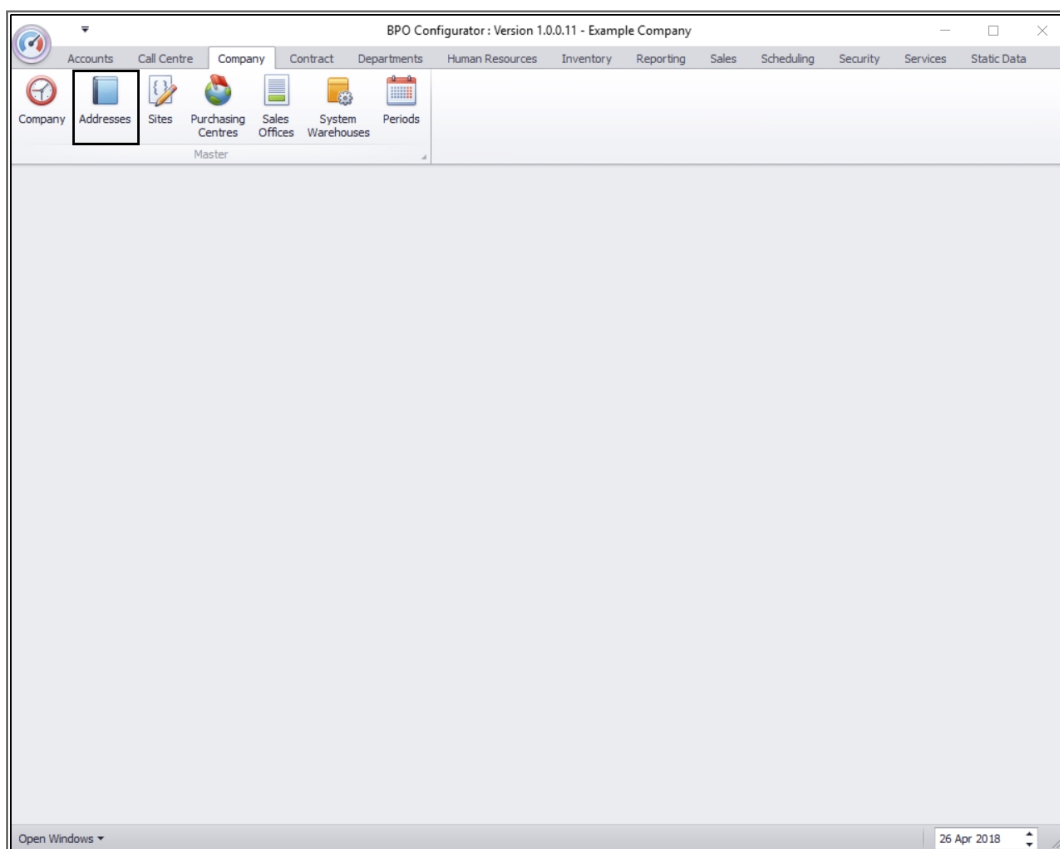 BPO Configurator : Version 1.0.0.11 - Example Company
Accounts Call Centre Company Contract Departments Human Resources Inventory Reporting Sales Scheduling Security Services Static Data
Company Addresses Sites Purchasing Sales System Periods
Centres Offices Warehouses
Master
Open Windows 26 Apr 2018